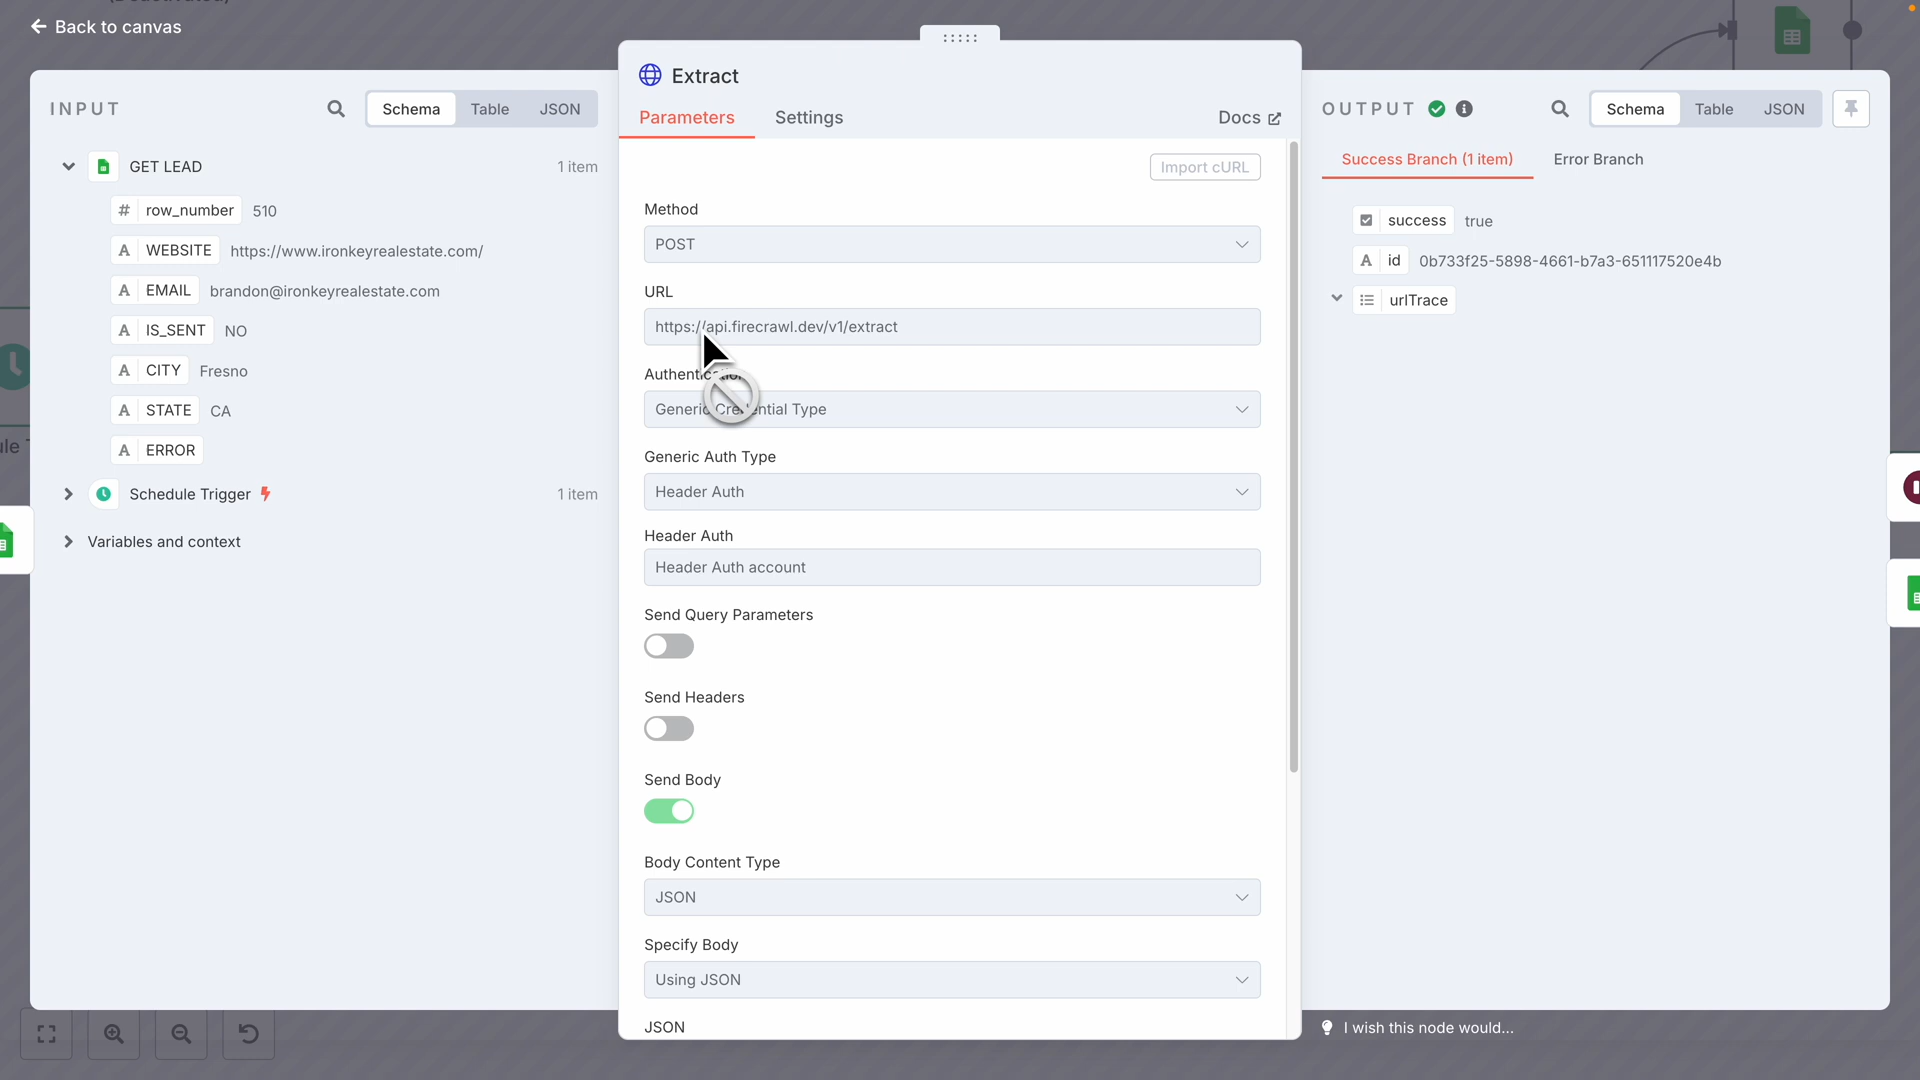 Back to canvas
INPUT
Schema
Table
JSON
GET LEAD
1 item
# row_number 510
A WEBSITE https://www.ironkeyrealestate.com/
A EMAIL brandon@ironkeyrealestate.com
A IS_SENT NO
A CITY Fresno
A STATE CA
A ERROR
Schedule Trigger
1 item
Variables and context
Extract
Parameters
Settings
Docs
Import cURL
Method
POST
URL
https://api.firecrawl.dev/v1/extract
Authentication
Generic Credential Type
Generic Auth Type
Header Auth
Header Auth
Header Auth account
Send Query Parameters
Send Headers
Send Body
Body Content Type
JSON
Specify Body
Using JSON
JSON
OUTPUT
Schema
Table
JSON
Success Branch (1 item)
Error Branch
success true
A id 0b733f25-5898-4661-b7a3-651117520e4b
urlTrace
I wish this node would...